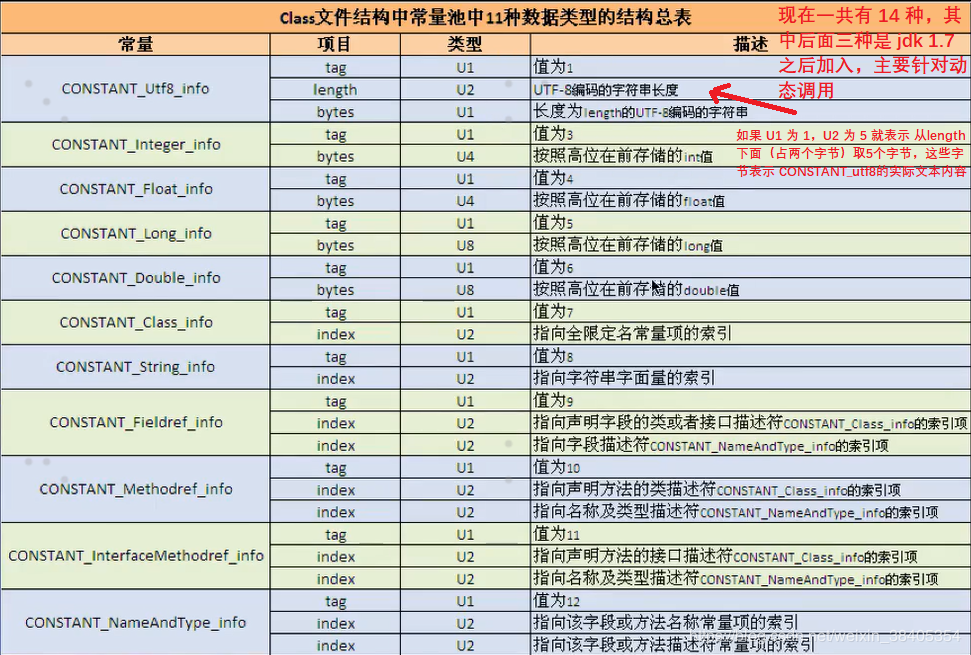 Class文件结构中常量池中11种数据类型的结构总表
现在一共有 14 种，其
中后面三种是 jdk 1.7
之后加入，主要针对动
态调用
常量 项目 类型 描述
CONSTANT_Utf8_info
tag U1 值为1
length U2 UTF-8编码的字符串长度
bytes U1 长度为length的UTF-8编码的字符串
如果 U1 为 1，U2 为 5 就表示 从length
下面（占两个字节）取5个字节，这些字
节表示 CONSTANT_utf8的实际文本内容
CONSTANT_Integer_info
tag U1 值为3
bytes U4 按照高位在前存储的int值
CONSTANT_Float_info
tag U1 值为4
bytes U4 按照高位在前存储的float值
CONSTANT_Long_info
tag U1 值为5
bytes U8 按照高位在前存储的long值
CONSTANT_Double_info
tag U1 值为6
bytes U8 按照高位在前存储的double值
CONSTANT_Class_info
tag U1 值为7
index U2 指向全限定名常量项的索引
CONSTANT_String_info
tag U1 值为8
index U2 指向字符串字面量的索引
CONSTANT_Fieldref_info
tag U1 值为9
index U2 指向声明字段的类或者接口描述符CONSTANT_Class_info的索引项
index U2 指向字段描述符CONSTANT_NameAndType_info的索引项
CONSTANT_Methodref_info
tag U1 值为10
index U2 指向声明方法的类描述符CONSTANT_Class_info的索引项
index U2 指向名称及类型描述符CONSTANT_NameAndType_info的索引项
CONSTANT_InterfaceMethodref_info
tag U1 值为11
index U2 指向声明方法的接口描述符CONSTANT_Class_info的索引项
index U2 指向名称及类型描述符CONSTANT_NameAndType_info的索引项
CONSTANT_NameAndType_info
tag U1 值为12
index U2 指向该字段或方法名称常量项的索引
index U2 指向该字段或方法描述符常量项的索引